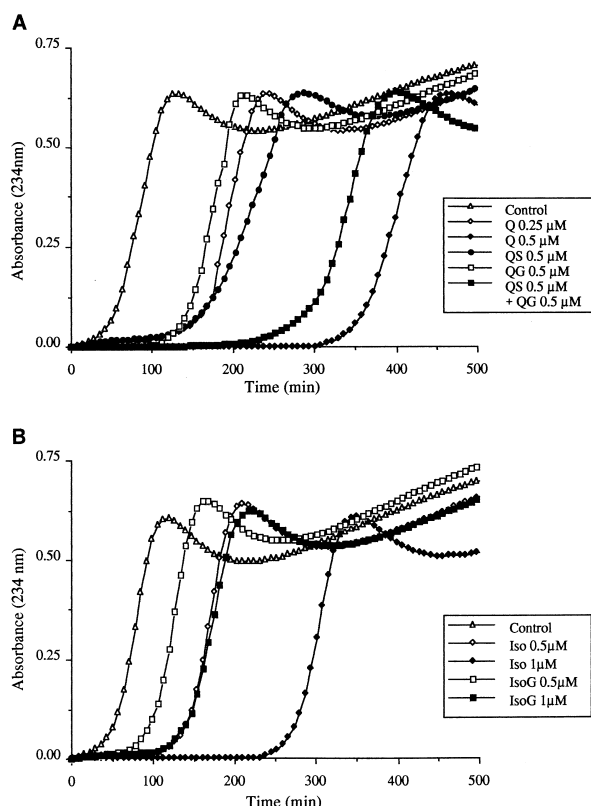 A
0.75
0.50
0.25
0.00
Absorbance (234nm)
0
100
200
300
400
500
Time (min)
Control
Q 0.25 µM
Q 0.5 µM
QS 0.5 µM
QG 0.5 µM
QS 0.5 µM
+ QG 0.5 µM
B
0.75
0.50
0.25
0.00
Absorbance (234 nm)
0
100
200
300
400
500
Time (min)
Control
Iso 0.5µM
Iso 1µM
IsoG 0.5µM
IsoG 1µM